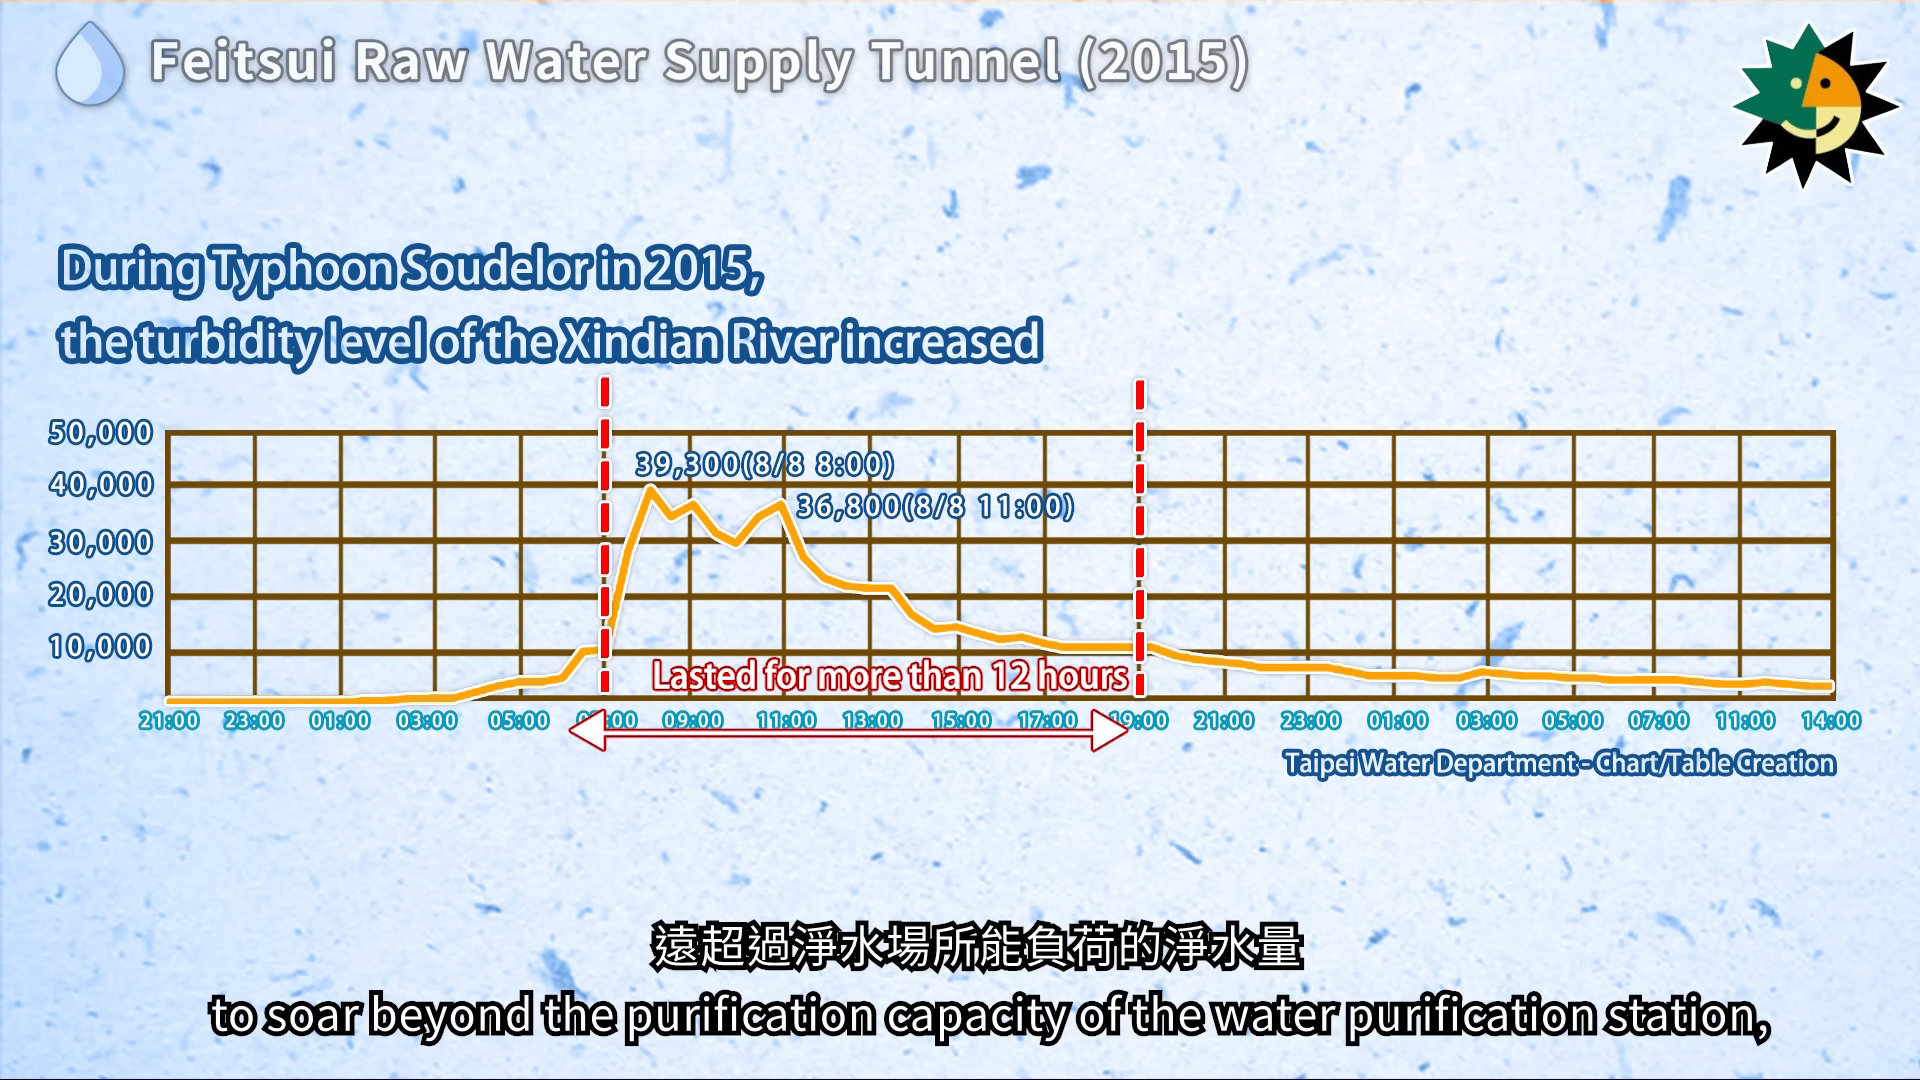 Feitsui Raw Water Supply Tunnel (2015)
During Typhoon Soudelor in 2015,
the turbidity level of the Xindian River increased
50,000
40,000
30,000
20,000
10,000
39,300(8/8 8:00)
36,800(8/8 11:00)
Lasted for more than 12 hours
21:00 23:00 01:00 03:00 05:00 07:00 09:00 11:00 13:00 15:00 17:00 19:00 21:00 23:00 01:00 03:00 05:00 07:00 11:00 14:00
Taipei Water Department - Chart/Table Creation
遠超過淨水場所能負荷的淨水量
to soar beyond the purification capacity of the water purification station,